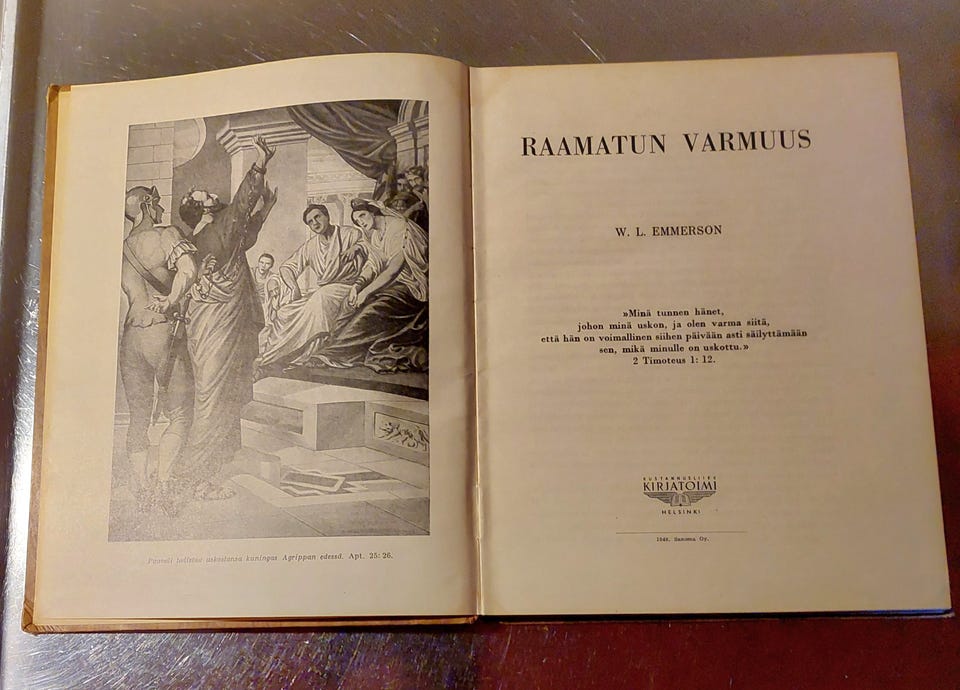 Paavali todistaa uskostansa kuningas Agrippan edessä. Apt. 25: 26.
RAAMATUN VARMUUS
W. L. EMMERSON
»Minä tunnen hänet,
johon minä uskon, ja olen varma siitä,
että hän on voimallinen siihen päivään asti säilyttämään
sen, mikä minulle on uskottu.»
2 Timoteus 1: 12.
KUSTANNUSLIIKE
KIRJATOIMI
HELSINKI
1948. Sanoma Oy.